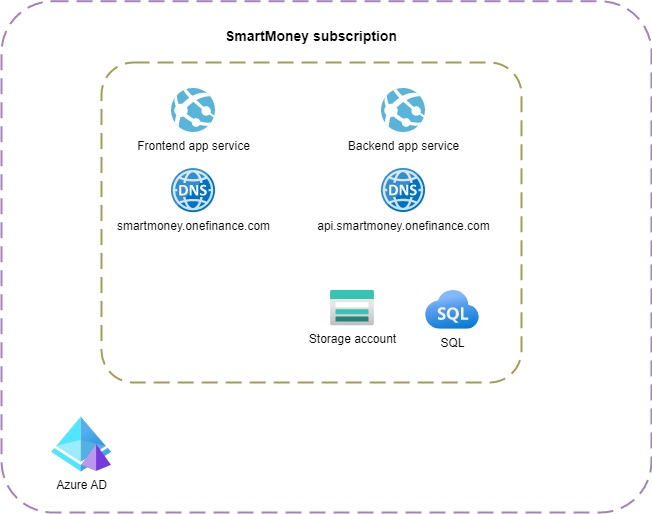 SmartMoney subscription
Frontend app service
Backend app service
DNS
DNS
smartmoney.onefinance.com
api.smartmoney.onefinance.com
SQL
Storage account
SQL
Azure AD